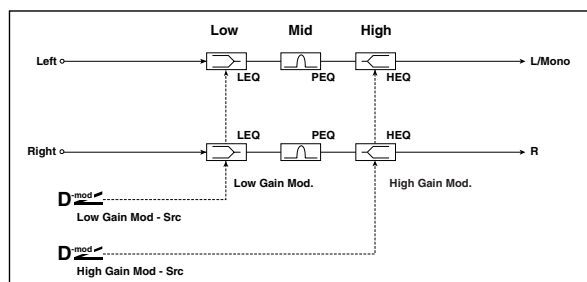 Low Mid High
Left L/Mono
LEQ PEQ HEQ
LEQ PEQ HEQ
Right R
D-mod Low Gain Mod. High Gain Mod.
Low Gain Mod - Src
D-mod
High Gain Mod - Src